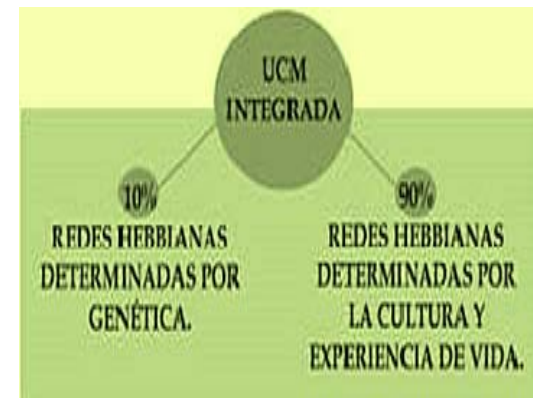 UCM
INTEGRADA
10%
REDES HEBBIANAS
DETERMINADAS POR
GENÉTICA.
90%
REDES HEBBIANAS
DETERMINADAS POR
LA CULTURA Y
EXPERIENCIA DE VIDA.